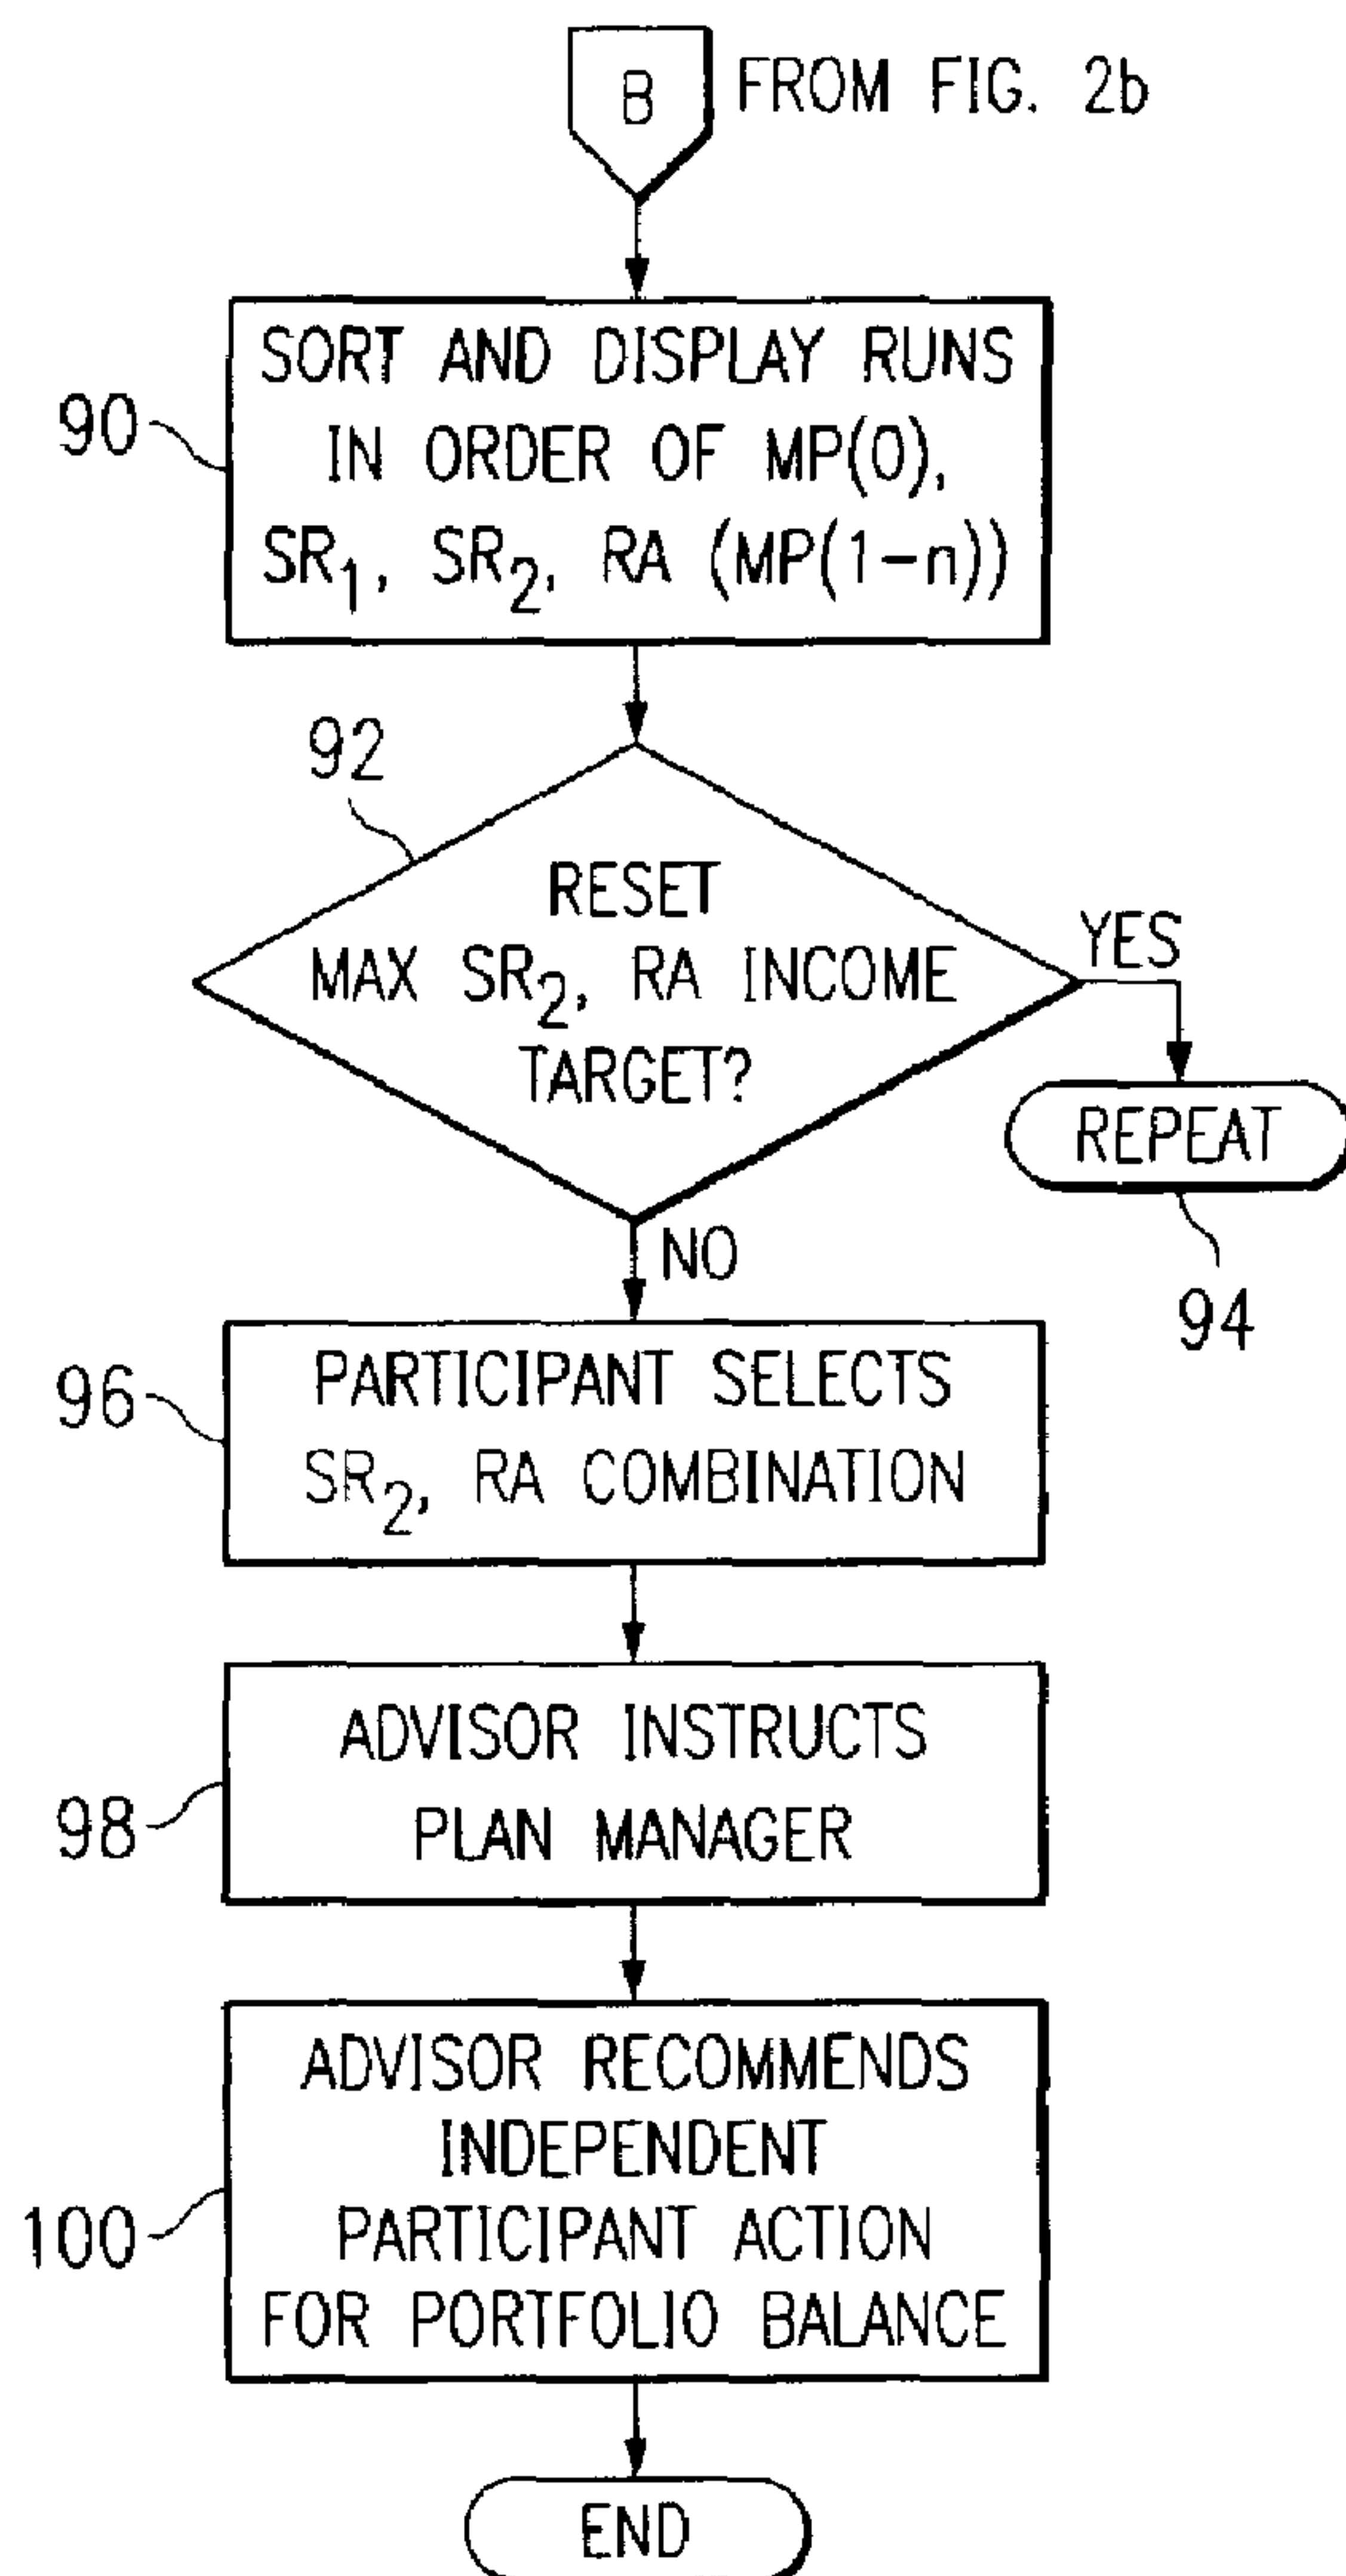 B FROM FIG. 2b
90
SORT AND DISPLAY RUNS
IN ORDER OF MP(0),
SR₁, SR₂, RA (MP(1-n))
92
RESET
MAX SR₂, RA INCOME
TARGET?
YES
REPEAT
94
NO
96
PARTICIPANT SELECTS
SR₂, RA COMBINATION
98
ADVISOR INSTRUCTS
PLAN MANAGER
100
ADVISOR RECOMMENDS
INDEPENDENT
PARTICIPANT ACTION
FOR PORTFOLIO BALANCE
END